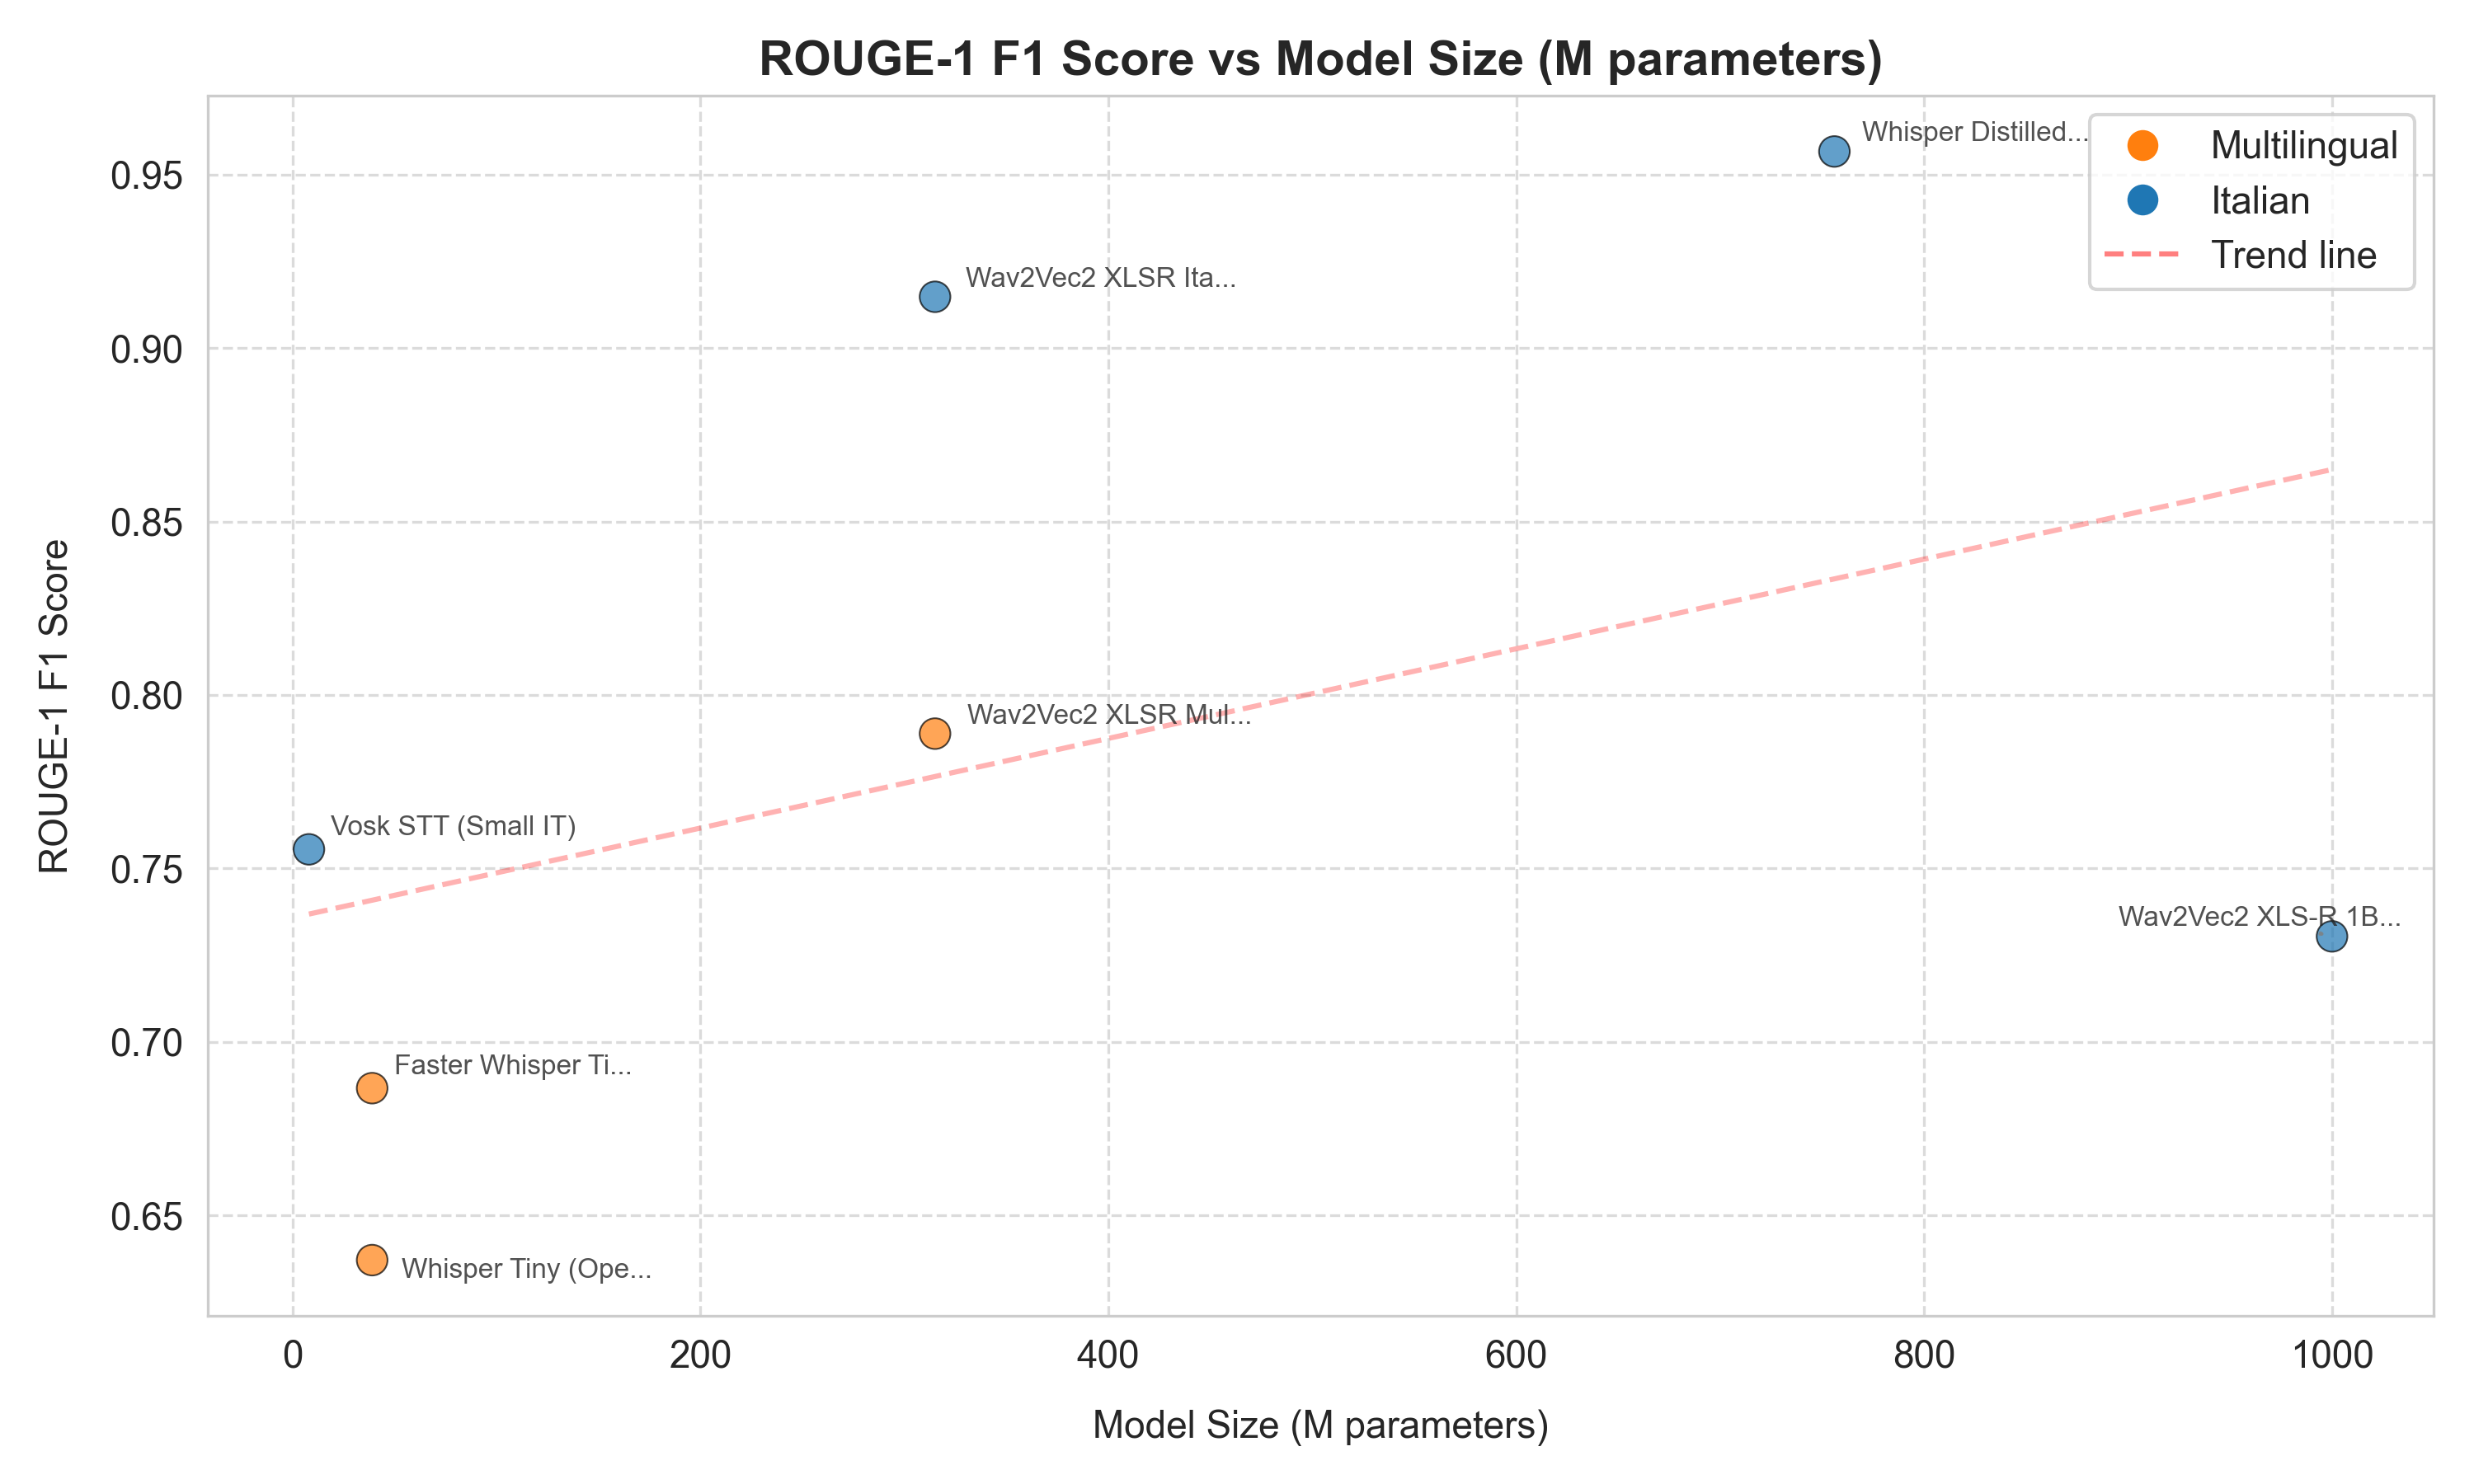 ROUGE-1 F1 Score vs Model Size (M parameters)
Whisper Distilled...
Multilingual
Italian
Trend line
Wav2Vec2 XLSR Ita...
Wav2Vec2 XLSR Mul...
Vosk STT (Small IT)
Wav2Vec2 XLS-R 1B...
Faster Whisper Ti...
Whisper Tiny (Ope...
ROUGE-1 F1 Score
0.95
0.90
0.85
0.80
0.75
0.70
0.65
0 200 400 600 800 1000
Model Size (M parameters)